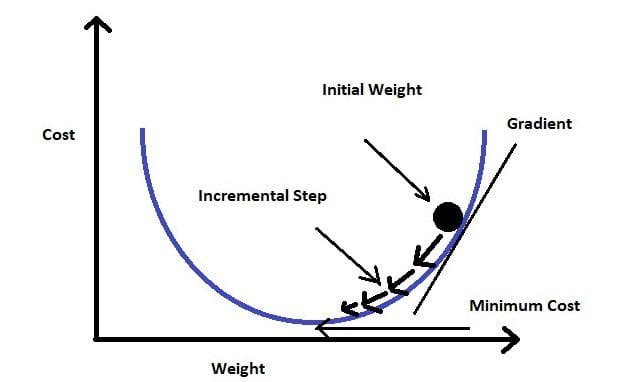 Initial Weight
Gradient
Cost
Incremental Step
Minimum Cost
Weight